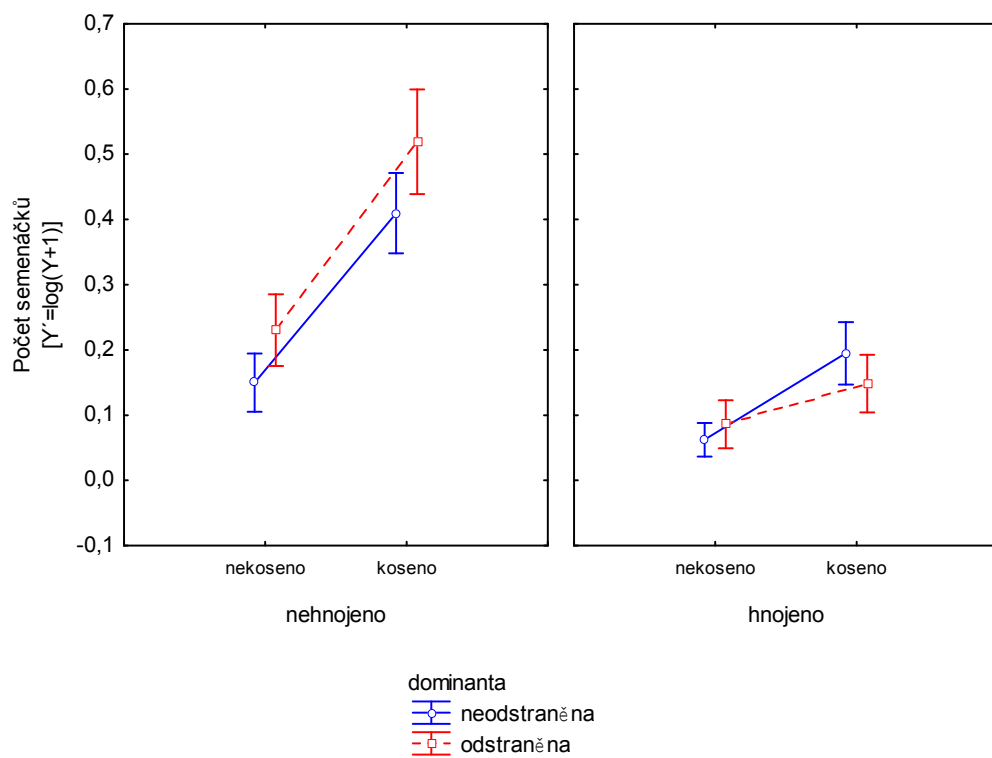 0,7
0,6
0,5
0,4
0,3
0,2
0,1
0,0
-0,1
Počet semenáčků
[Y´=log(Y+1)]
nekoseno koseno
nehnojeno
nekoseno koseno
hnojeno
dominanta
neodstraněna
odstraněna